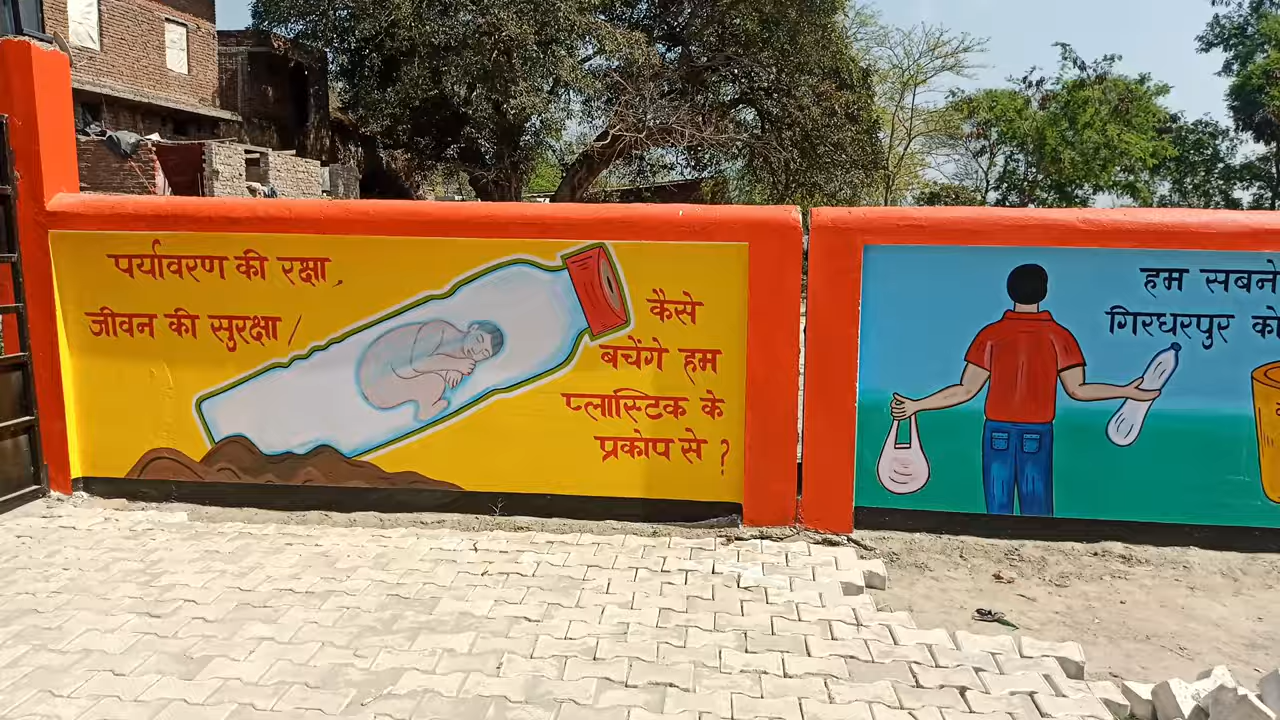 पर्यावरण की रक्षा,
जीवन की सुरक्षा /
कैसे
बचेंगे हम
प्लास्टिक के
प्रकोप से ?
हम सबने
गिरधरपुर को